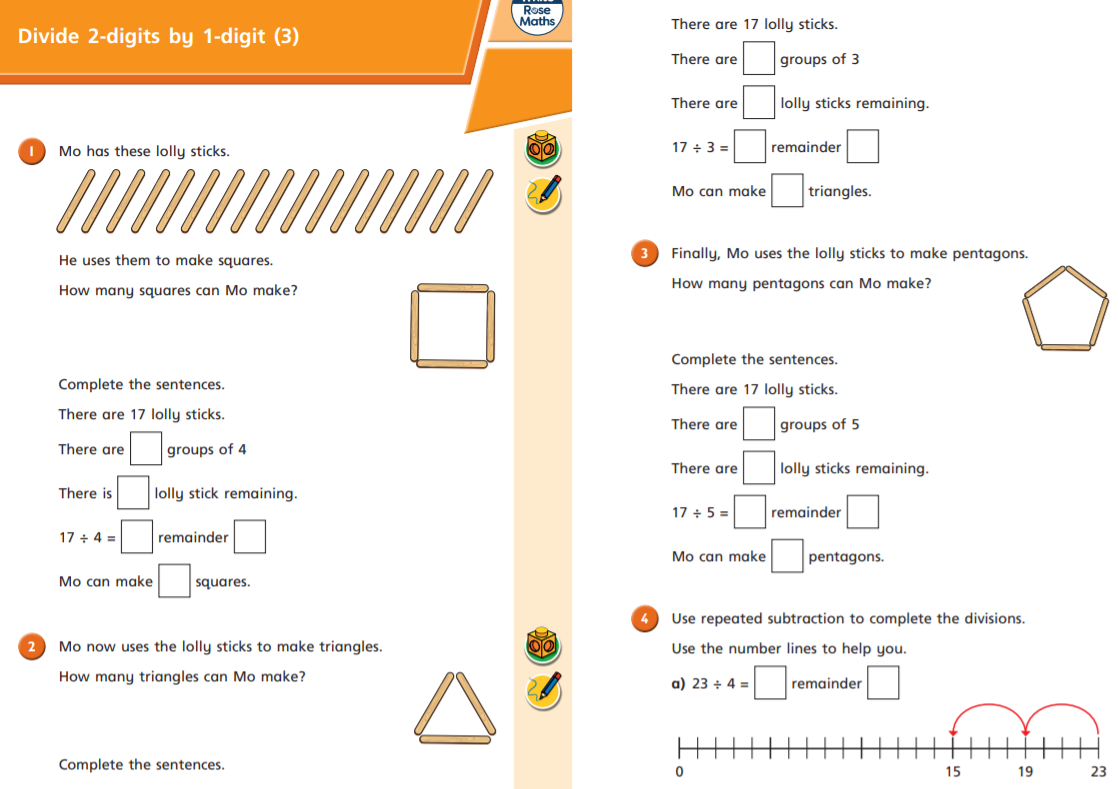 Divide 2-digits by 1-digit (3)
Rose
Maths
1 Mo has these lolly sticks.
He uses them to make squares.
How many squares can Mo make?
Complete the sentences.
There are 17 lolly sticks.
There are groups of 4
There is lolly stick remaining.
17 ÷ 4 = remainder
Mo can make squares.
2 Mo now uses the lolly sticks to make triangles.
How many triangles can Mo make?
Complete the sentences.
There are 17 lolly sticks.
There are groups of 3
There are lolly sticks remaining.
17 ÷ 3 = remainder
Mo can make triangles.
3 Finally, Mo uses the lolly sticks to make pentagons.
How many pentagons can Mo make?
Complete the sentences.
There are 17 lolly sticks.
There are groups of 5
There are lolly sticks remaining.
17 ÷ 5 = remainder
Mo can make pentagons.
4 Use repeated subtraction to complete the divisions.
Use the number lines to help you.
a) 23 ÷ 4 = remainder
0 15 19 23